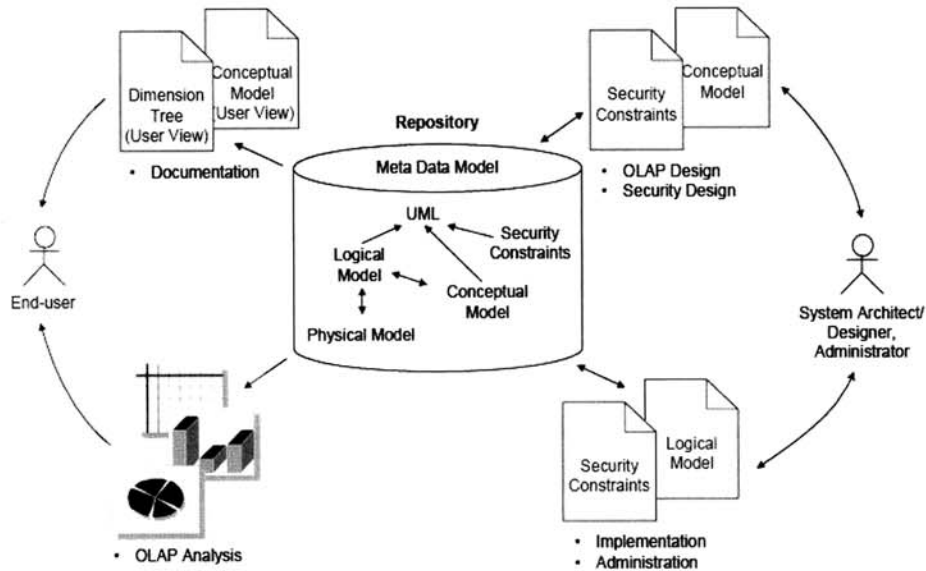 Conceptual
Model
(User View)
Dimension
Tree
(User View)
• Documentation
Conceptual
Model
Security
Constraints
• OLAP Design
• Security Design
Repository
Meta Data Model
UML
Security
Constraints
Logical
Model
Conceptual
Model
Physical Model
End-user
System Architect/
Designer,
Administrator
• OLAP Analysis
Logical
Model
Security
Constraints
• Implementation
• Administration